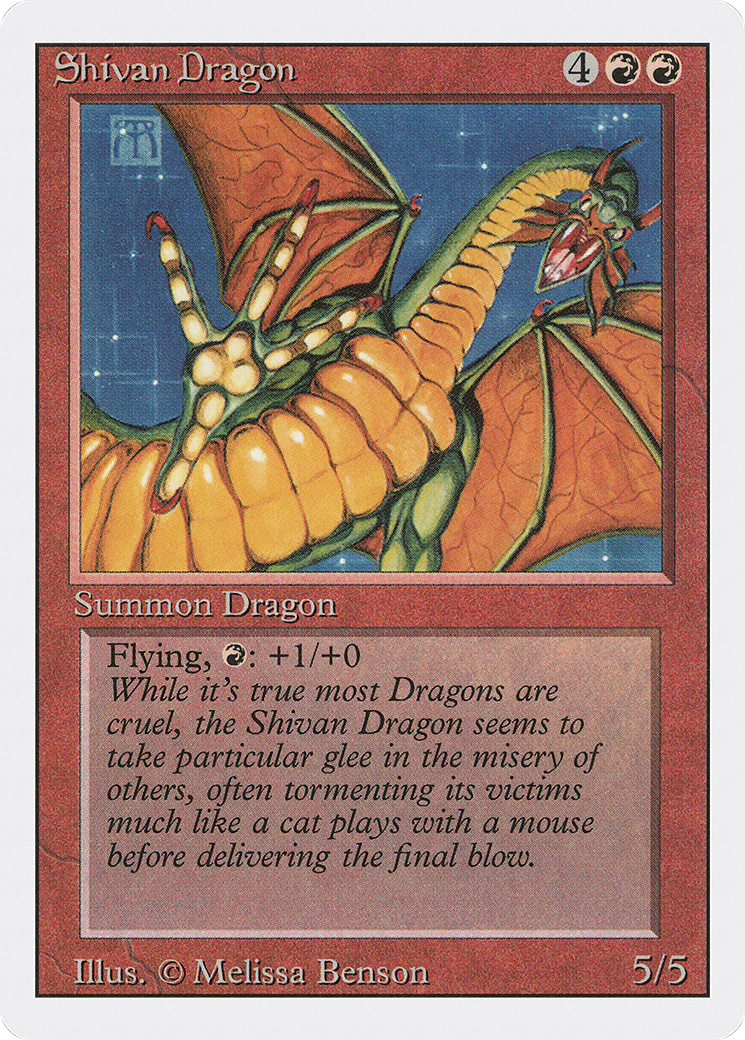 Shivan Dragon 4
Summon Dragon
Flying, : +1/+0
While it's true most Dragons are
cruel, the Shivan Dragon seems to
take particular glee in the misery of
others, often tormenting its victims
much like a cat plays with a mouse
before delivering the final blow.
Illus. © Melissa Benson 5/5